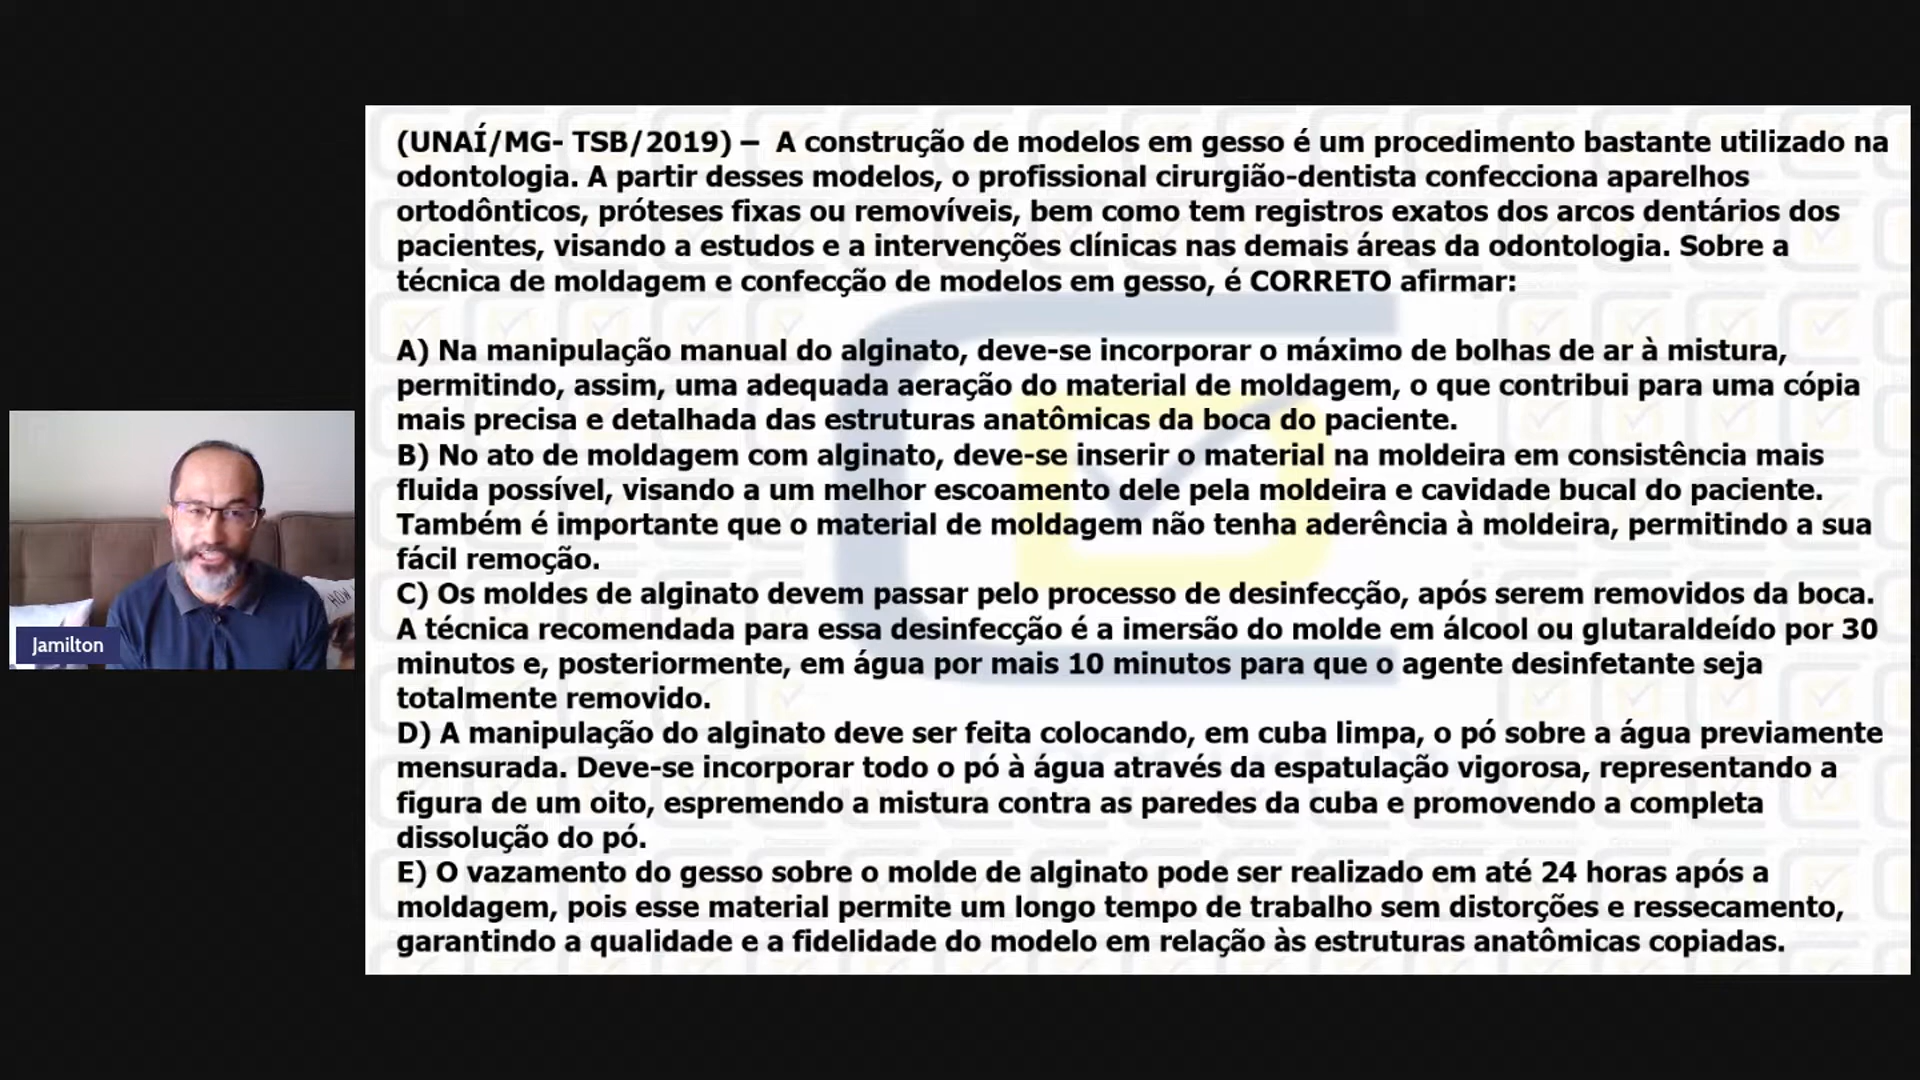 (UNAÍ/MG- TSB/2019) – A construção de modelos em gesso é um procedimento bastante utilizado na
odontologia. A partir desses modelos, o profissional cirurgião-dentista confecciona aparelhos
ortodônticos, próteses fixas ou removíveis, bem como tem registros exatos dos arcos dentários dos
pacientes, visando a estudos e a intervenções clínicas nas demais áreas da odontologia. Sobre a
técnica de moldagem e confecção de modelos em gesso, é CORRETO afirmar:
A) Na manipulação manual do alginato, deve-se incorporar o máximo de bolhas de ar à mistura,
permitindo, assim, uma adequada aeração do material de moldagem, o que contribui para uma cópia
mais precisa e detalhada das estruturas anatômicas da boca do paciente.
B) No ato de moldagem com alginato, deve-se inserir o material na moldeira em consistência mais
fluida possível, visando a um melhor escoamento dele pela moldeira e cavidade bucal do paciente.
Também é importante que o material de moldagem não tenha aderência à moldeira, permitindo a sua
fácil remoção.
C) Os moldes de alginato devem passar pelo processo de desinfecção, após serem removidos da boca.
A técnica recomendada para essa desinfecção é a imersão do molde em álcool ou glutaraldeído por 30
minutos e, posteriormente, em água por mais 10 minutos para que o agente desinfetante seja
totalmente removido.
D) A manipulação do alginato deve ser feita colocando, em cuba limpa, o pó sobre a água previamente
mensurada. Deve-se incorporar todo o pó à água através da espatulação vigorosa, representando a
figura de um oito, espremendo a mistura contra as paredes da cuba e promovendo a completa
dissolução do pó.
E) O vazamento do gesso sobre o molde de alginato pode ser realizado em até 24 horas após a
moldagem, pois esse material permite um longo tempo de trabalho sem distorções e ressecamento,
garantindo a qualidade e a fidelidade do modelo em relação às estruturas anatômicas copiadas.
HOW
Jamilton